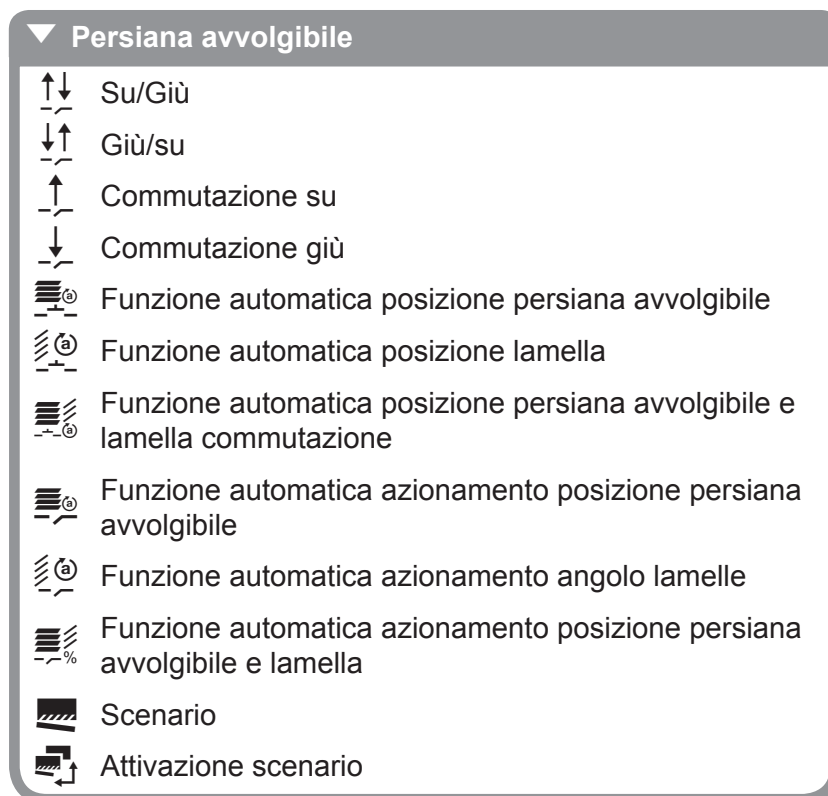 Persiana avvolgibile
Su/Giù
Giù/su
Commutazione su
Commutazione giù
a
Funzione automatica posizione persiana avvolgibile
a
Funzione automatica posizione lamella
a
Funzione automatica posizione persiana avvolgibile e
lamella commutazione
a
Funzione automatica azionamento posizione persiana
avvolgibile
a
Funzione automatica azionamento angolo lamelle
%
Funzione automatica azionamento posizione persiana
avvolgibile e lamella
Scenario
Attivazione scenario